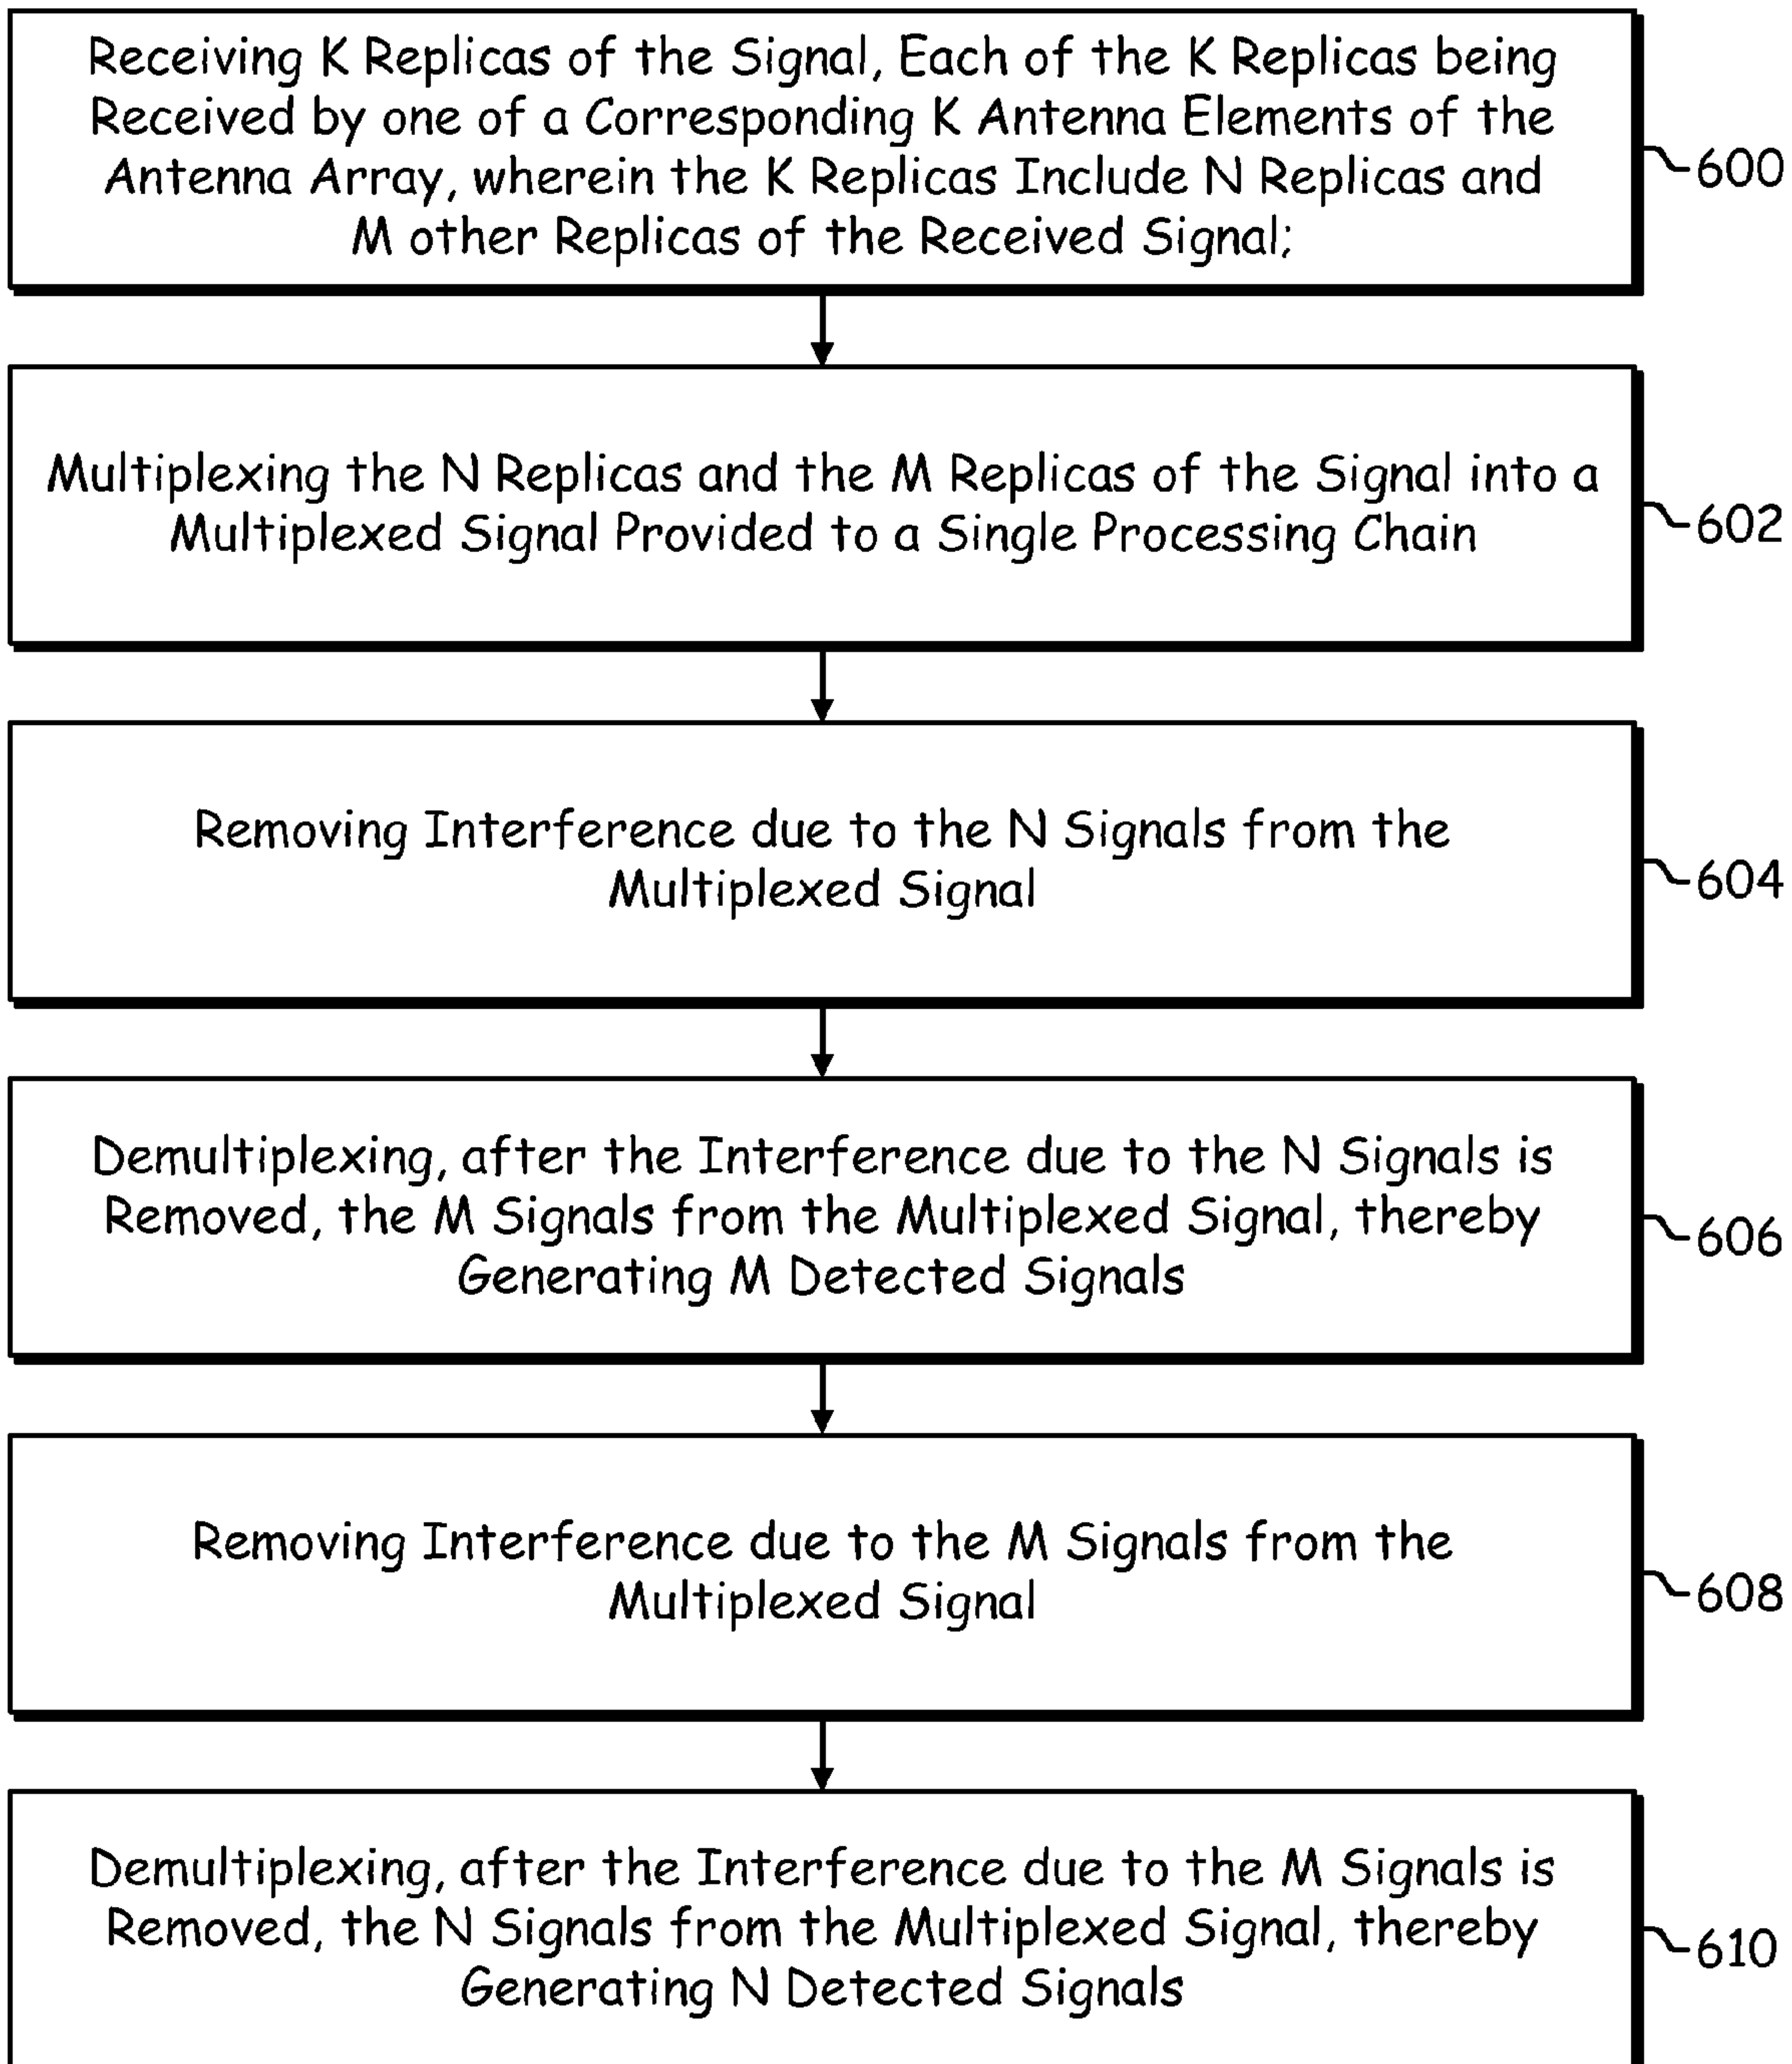 Receiving K Replicas of the Signal, Each of the K Replicas being
Received by one of a Corresponding K Antenna Elements of the
Antenna Array, wherein the K Replicas Include N Replicas and
M other Replicas of the Received Signal;
600
Multiplexing the N Replicas and the M Replicas of the Signal into a
Multiplexed Signal Provided to a Single Processing Chain
602
Removing Interference due to the N Signals from the
Multiplexed Signal
604
Demultiplexing, after the Interference due to the N Signals is
Removed, the M Signals from the Multiplexed Signal, thereby
Generating M Detected Signals
606
Removing Interference due to the M Signals from the
Multiplexed Signal
608
Demultiplexing, after the Interference due to the M Signals is
Removed, the N Signals from the Multiplexed Signal, thereby
Generating N Detected Signals
610